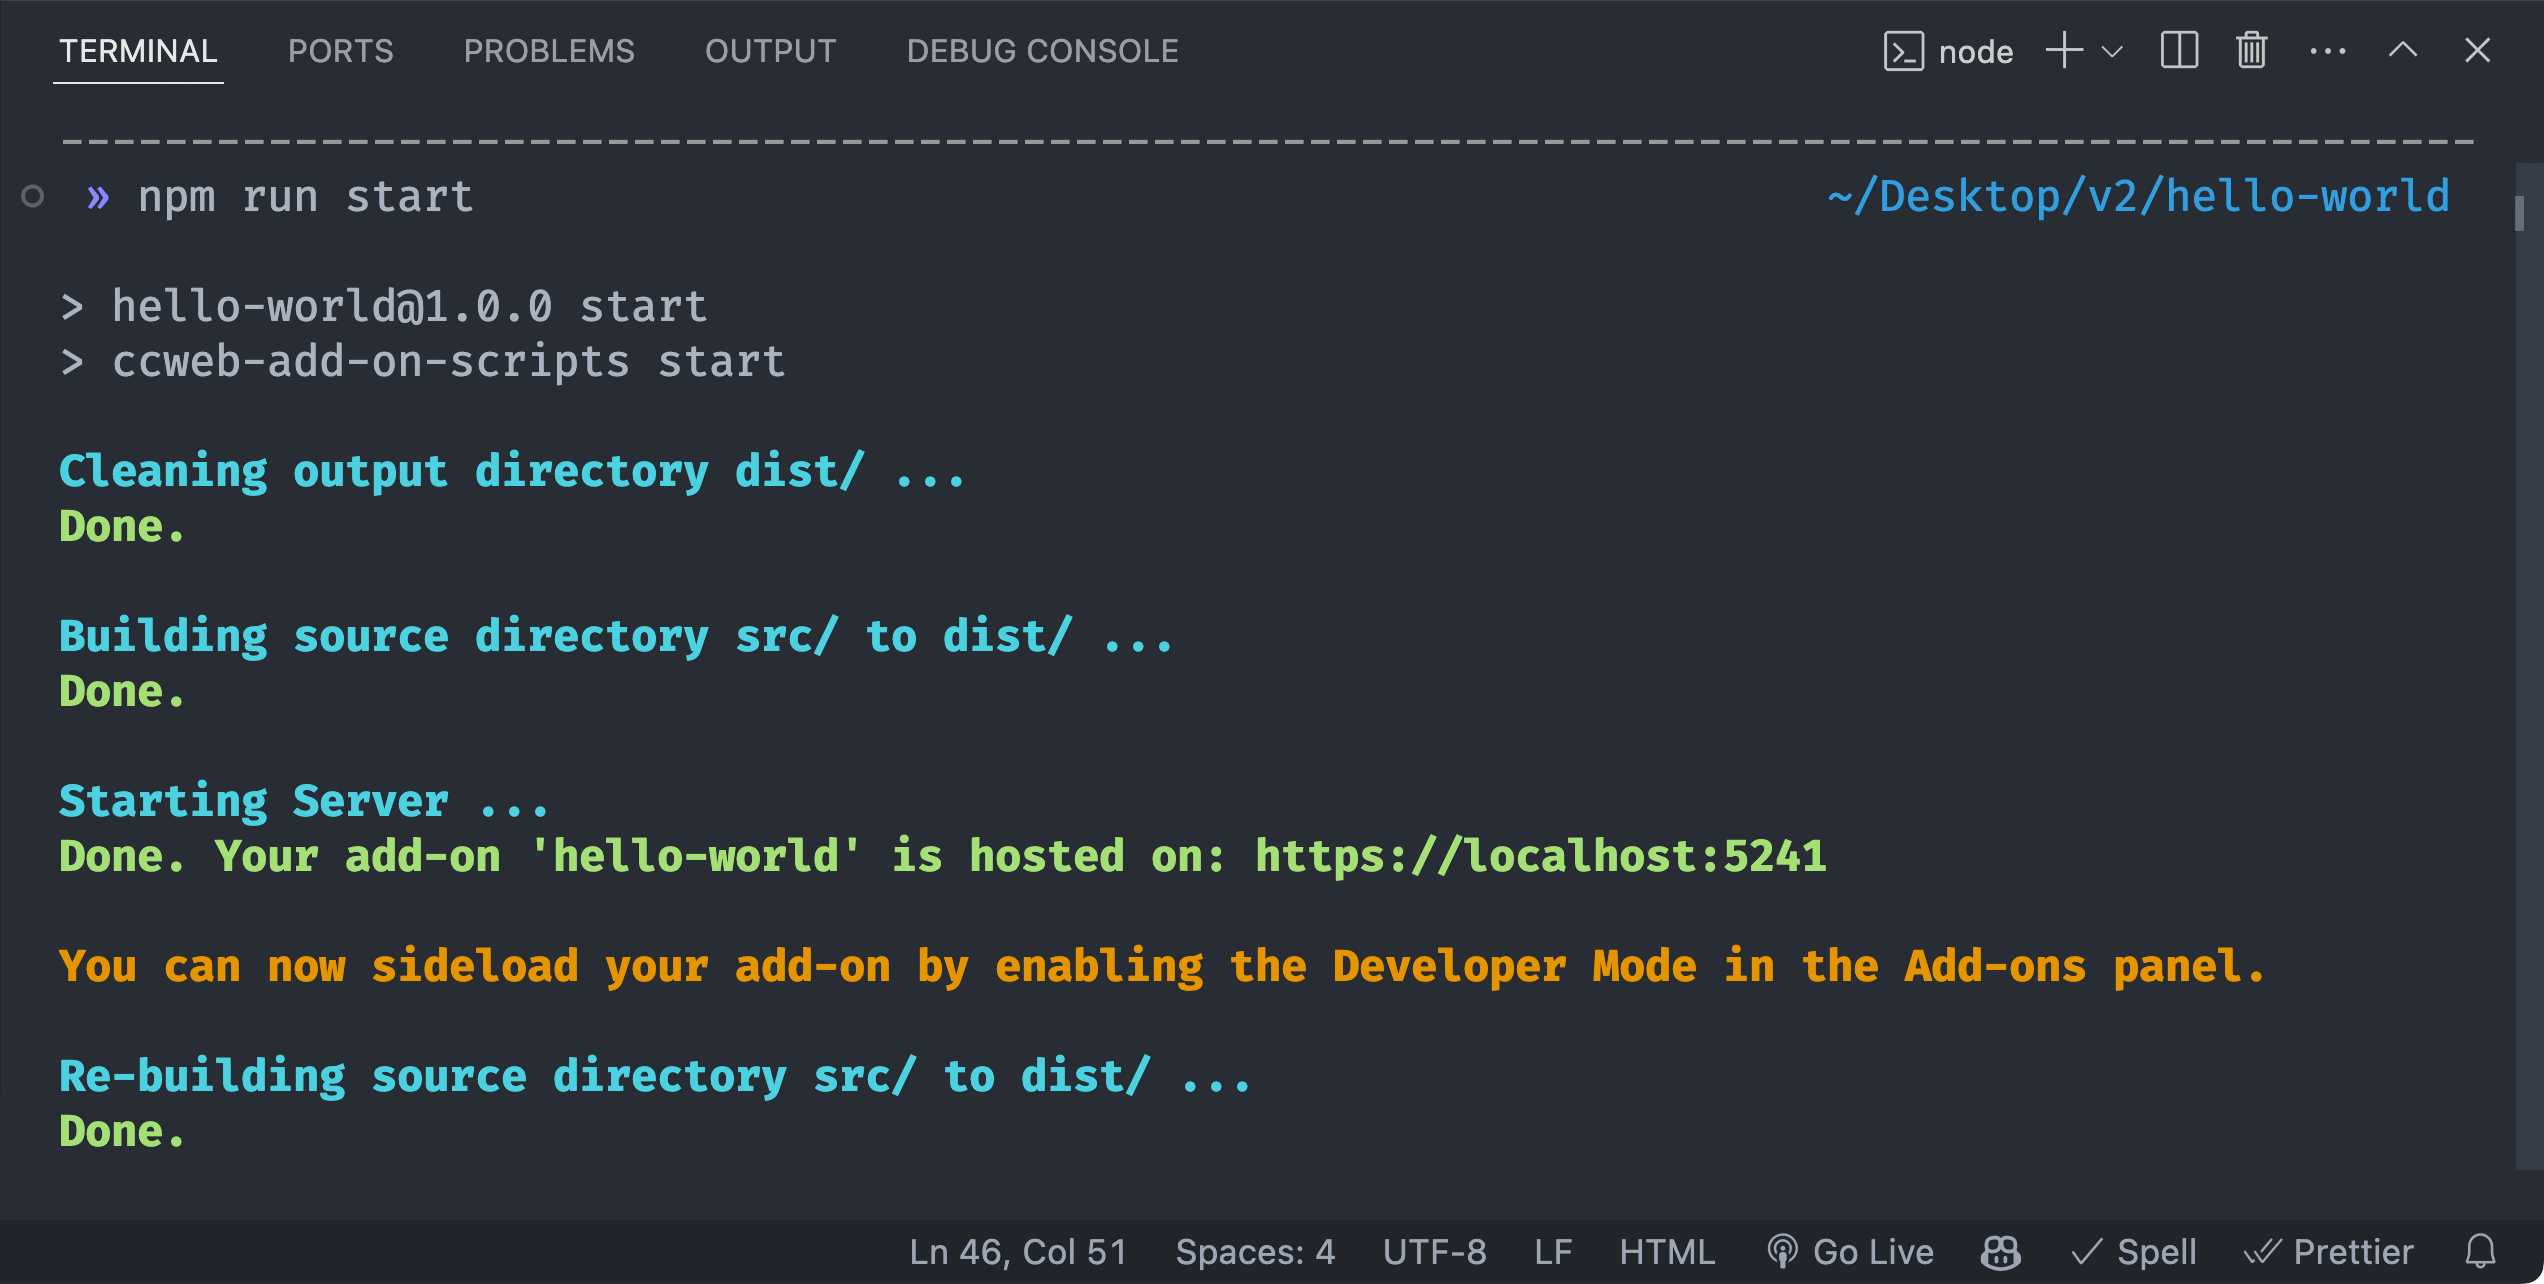 TERMINAL PORTS PROBLEMS OUTPUT DEBUG CONSOLE node
» npm run start ~/Desktop/v2/hello-world
> hello-world@1.0.0 start
> ccweb-add-on-scripts start
Cleaning output directory dist/ ...
Done.
Building source directory src/ to dist/ ...
Done.
Starting Server ...
Done. Your add-on 'hello-world' is hosted on: https://localhost:5241
You can now sideload your add-on by enabling the Developer Mode in the Add-ons panel.
Re-building source directory src/ to dist/ ...
Done.
Ln 46, Col 51 Spaces: 4 UTF-8 LF HTML Go Live Spell Prettier